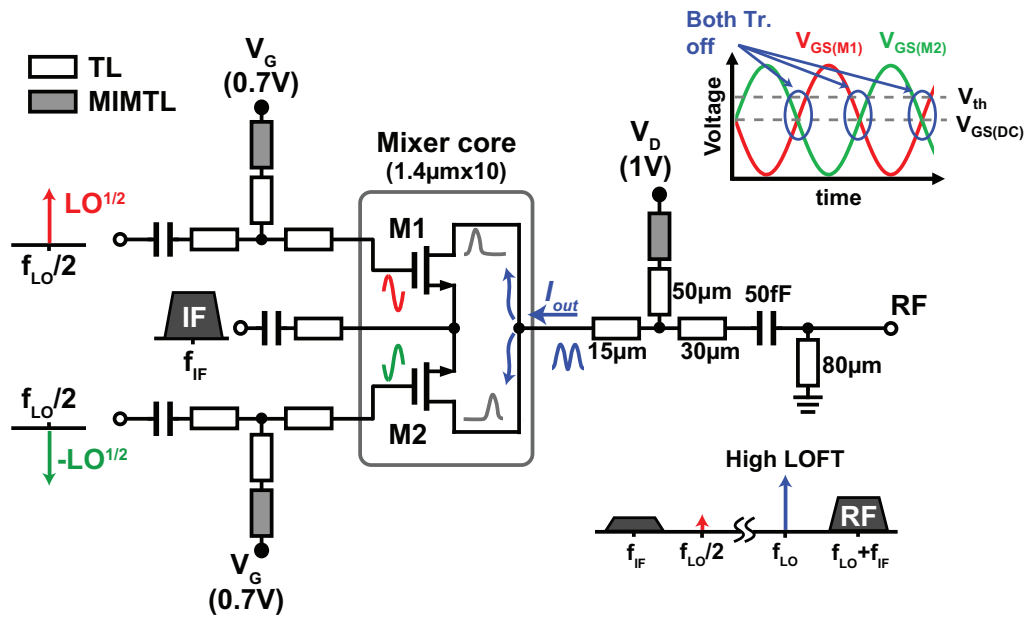 TL
MIMTL
V_G
(0.7V)
LO^1/2
f_LO/2
IF
f_IF
f_LO/2
-LO^1/2
V_G
(0.7V)
Mixer core
(1.4µmx10)
M1
M2
I_out
V_D
(1V)
50µm
15µm
30µm
50fF
80µm
RF
Both Tr.
off
V_GS(M1)
V_GS(M2)
Voltage
V_th
V_GS(DC)
time
High LOFT
RF
f_IF
f_LO/2
f_LO
f_LO+f_IF